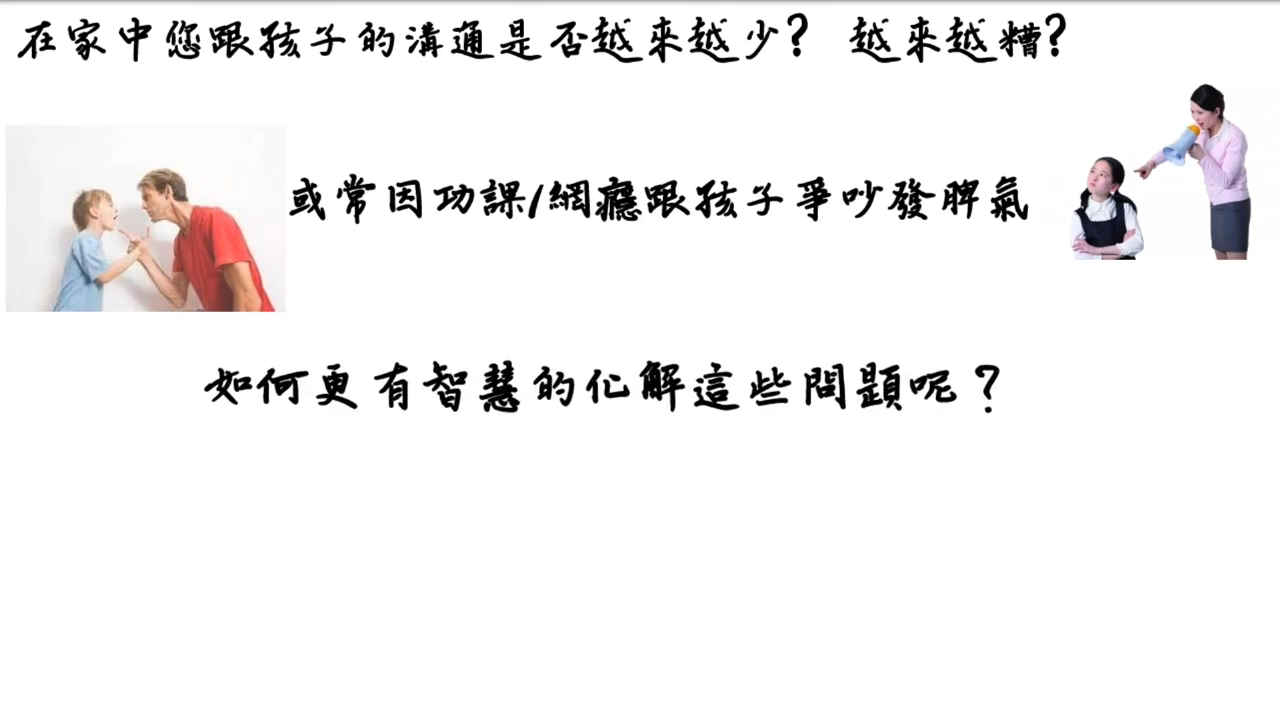 在家中您跟孩子的溝通是否越來越少? 越來越糟?
或常因功課/網癮跟孩子爭吵發脾氣
如何更有智慧的化解這些問題呢？